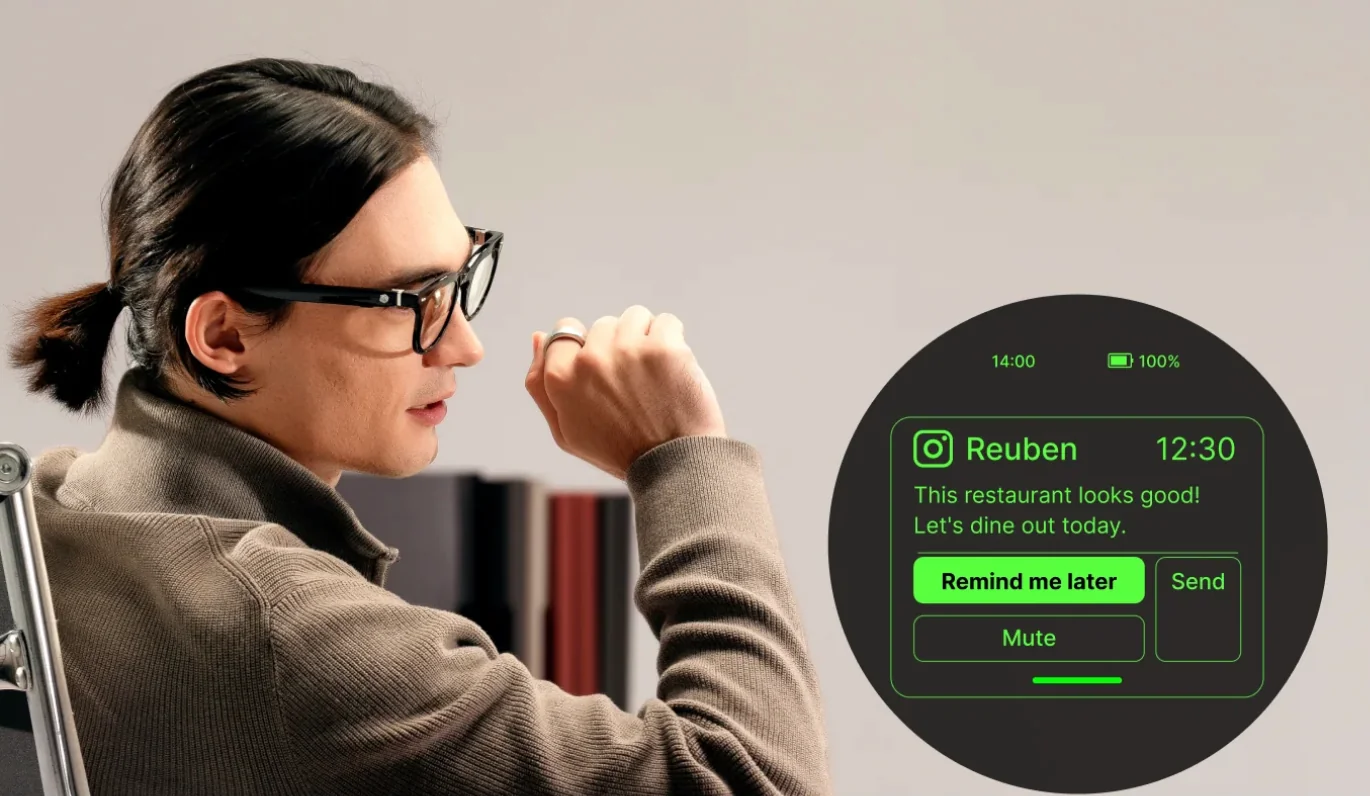 14:00 100%
Reuben 12:30
This restaurant looks good!
Let's dine out today.
Remind me later Send
Mute